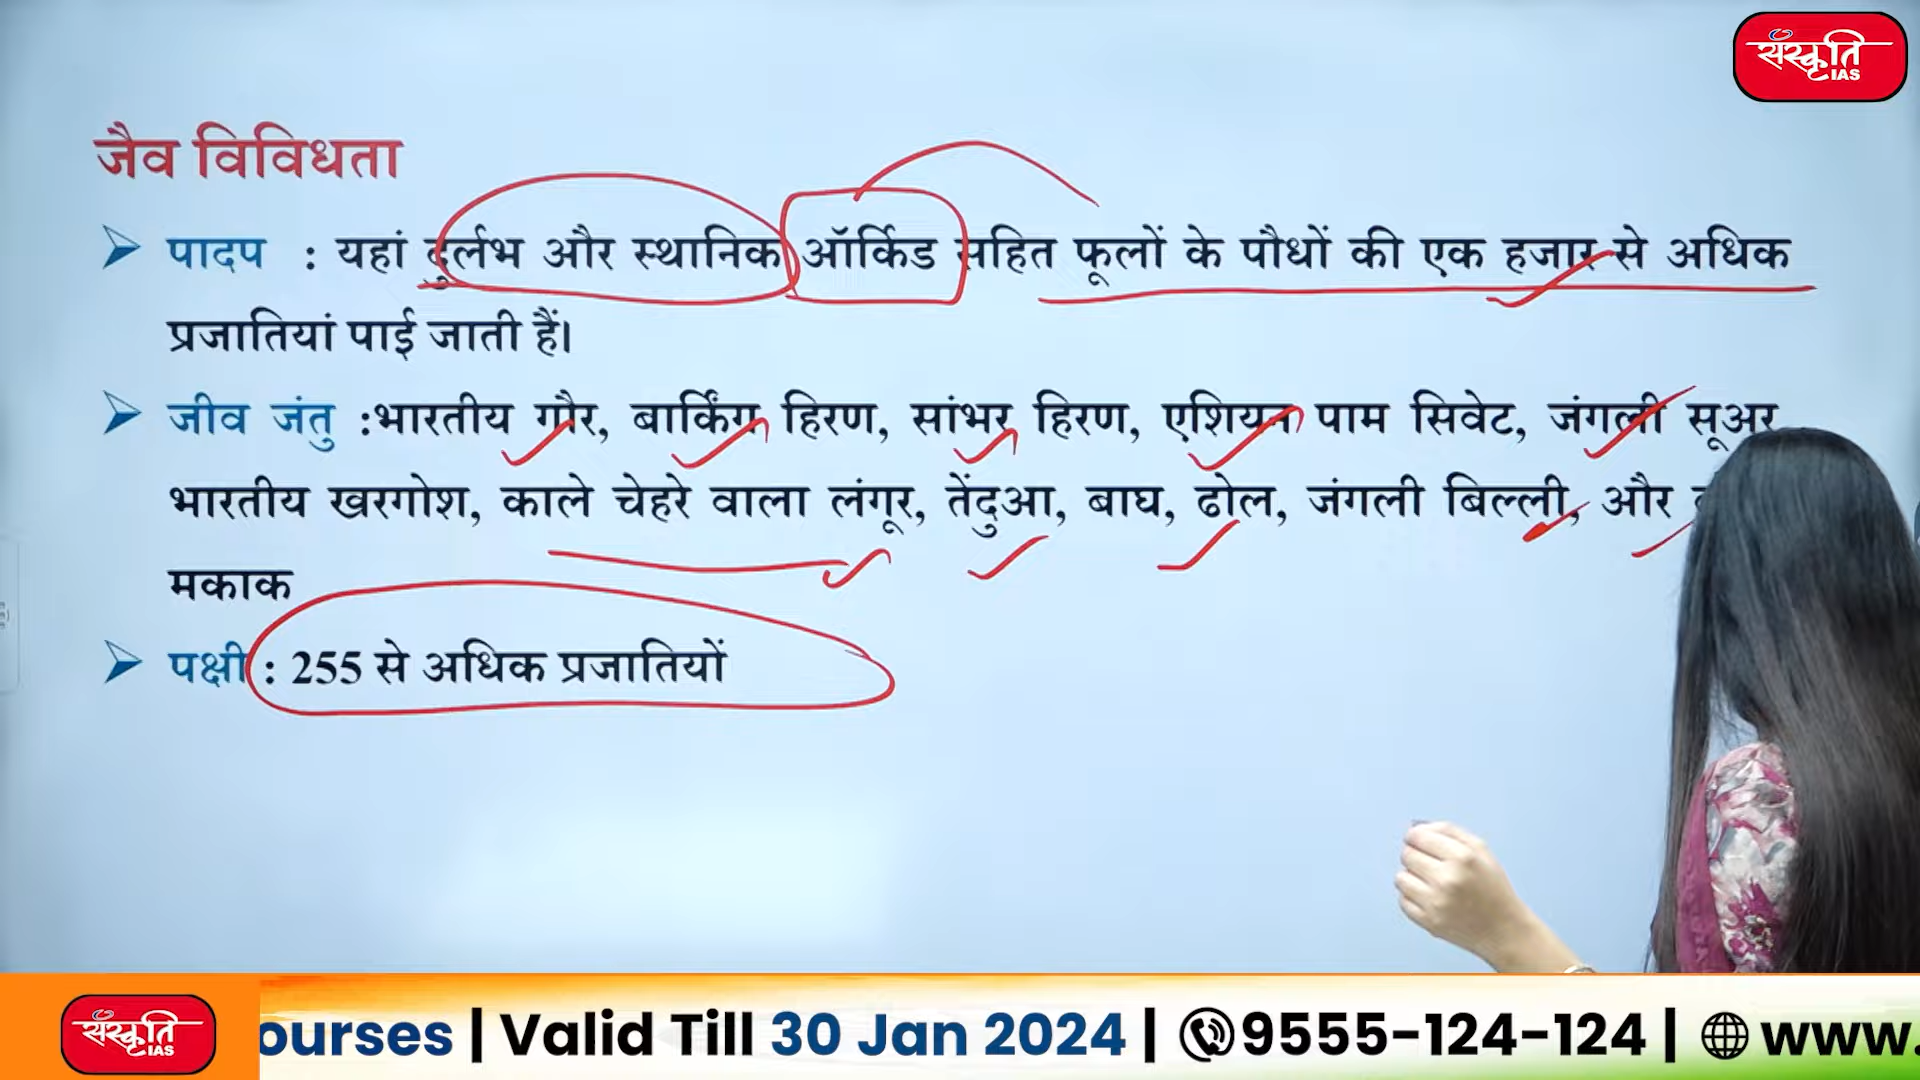 संस्कृति
IAS
जैव विविधता
पादप : यहां दुर्लभ और स्थानिक ऑर्किड सहित फूलों के पौधों की एक हजार से अधिक
प्रजातियां पाई जाती हैं।
जीव जंतु :भारतीय गौर, बार्किंग हिरण, सांभर हिरण, एशियन पाम सिवेट, जंगली सूअर
भारतीय खरगोश, काले चेहरे वाला लंगूर, तेंदुआ, बाघ, ढोल, जंगली बिल्ली, और
मकाक
पक्षी : 255 से अधिक प्रजातियों
संस्कृति
IAS
ourses | Valid Till 30 Jan 2024 | 9555-124-124 | www.